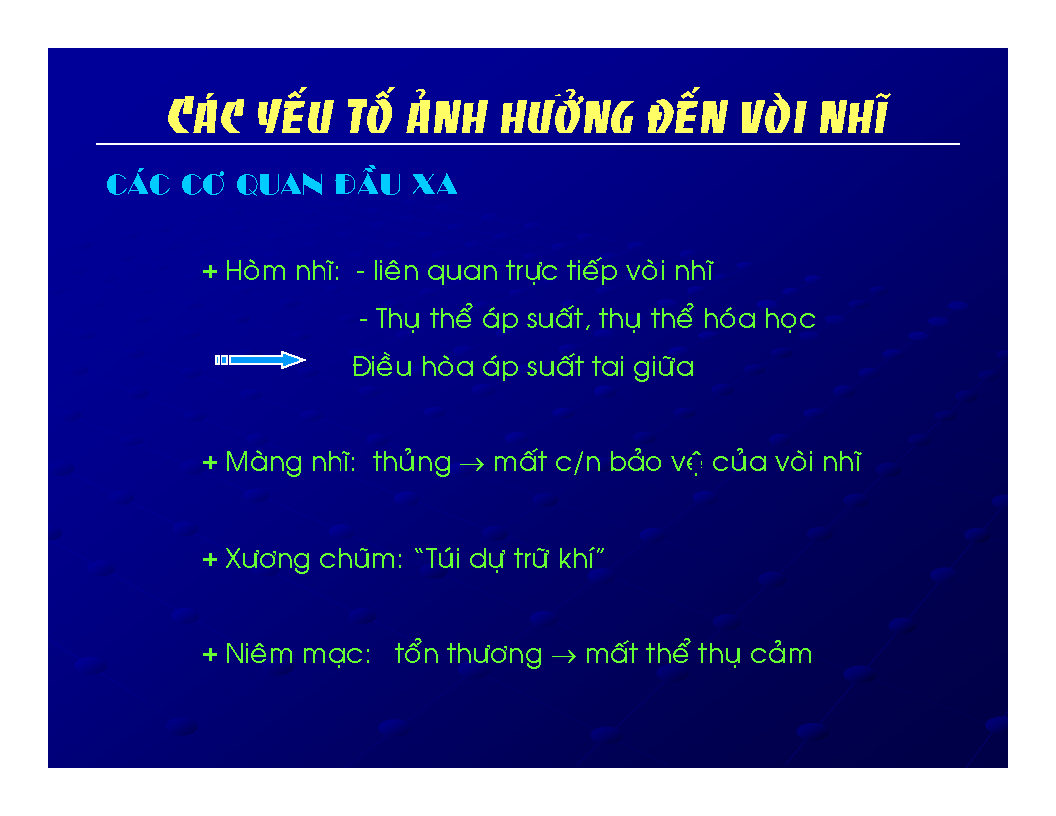 CÁC YẾU TỐ ẢNH HƯỞNG ĐẾN VÒI NHĨ
CÁC CƠ QUAN ĐẦU XA
+ Hòm nhĩ: - liên quan trực tiếp vòi nhĩ
- Thụ thể áp suất, thụ thể hóa học
Điều hòa áp suất tai giữa
+ Màng nhĩ: thủng → mất c/n bảo vệ của vòi nhĩ
+ Xương chũm: “Túi dự trữ khí”
+ Niêm mạc: tổn thương → mất thể thụ cảm